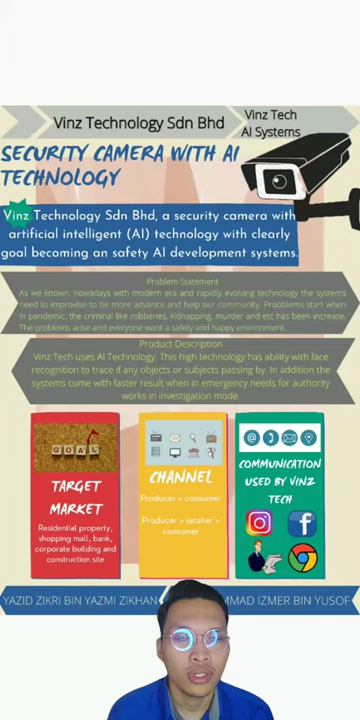 Vinz Technology Sdn Bhd
Vinz Tech
AI Systems
SECURITY CAMERA WITH AI
TECHNOLOGY
Vinz Technology Sdn Bhd, a security camera with
artificial intelligent (AI) technology with clearly
goal becoming an safety AI development systems.
Problem Statement
As we known, nowadays with modern era and rapidly evolving technology the systems
need to improvise to be more advance and help our community. Prooblems start when
in pandemic, the criminal like robberies, kidnapping, murder and etc has been increase.
The problems arise and everyone want a safety and happy environment.
Product Description
Vinz Tech uses AI Technology. This high technology has ability with face
recognition to trace if any objects or subjects passing by. In addition the
systems come with faster result when in emergency needs for authority
works in investigation mode.
GOAL
TARGET
MARKET
Residential property,
shopping mall, bank,
corporate building and
construction site
CHANNEL
Producer > conumer
Producer > retailer >
conumer
COMMUNICATION
USED BY VINZ
TECH
YAZID ZIKRI BIN YAZMI ZIKHAN
MMAD IZMER BIN YUSOF